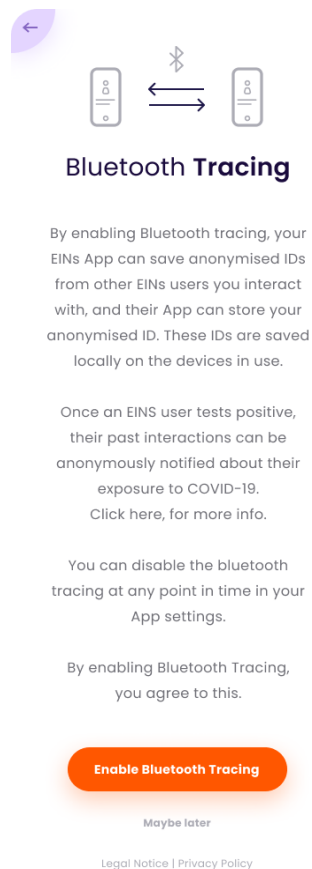 Bluetooth Tracing
By enabling Bluetooth tracing, your
EINs App can save anonymised IDs
from other EINs users you interact
with, and their App can store your
anonymised ID. These IDs are saved
locally on the devices in use.
Once an EINS user tests positive,
their past interactions can be
anonymously notified about their
exposure to COVID-19.
Click here, for more info.
You can disable the bluetooth
tracing at any point in time in your
App settings.
By enabling Bluetooth Tracing,
you agree to this.
Enable Bluetooth Tracing
Maybe later
Legal Notice | Privacy Policy